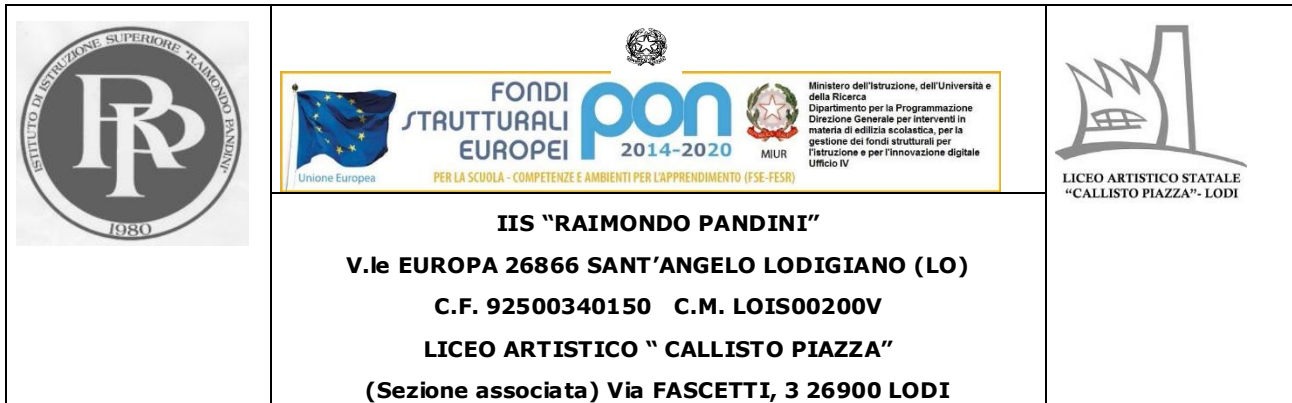 ISTITUTO DI ISTRUZIONE SUPERIORE "RAIMONDO PANDINI"
RP
1980
Unione Europea
FONDI
STRUTTURALI
EUROPEI
pon
2014-2020
MIUR
Ministero dell'Istruzione, dell'Università e
della Ricerca
Dipartimento per la Programmazione
Direzione Generale per interventi in
materia di edilizia scolastica, per la
gestione dei fondi strutturali per
l'istruzione e per l'innovazione digitale
Ufficio IV
PER LA SCUOLA - COMPETENZE E AMBIENTI PER L'APPRENDIMENTO (FSE-FESR)
LICEO ARTISTICO STATALE
“CALLISTO PIAZZA”- LODI
IIS “RAIMONDO PANDINI”
V.le EUROPA 26866 SANT’ANGELO LODIGIANO (LO)
C.F. 92500340150 C.M. LOIS00200V
LICEO ARTISTICO “ CALLISTO PIAZZA”
(Sezione associata) Via FASCETTI, 3 26900 LODI